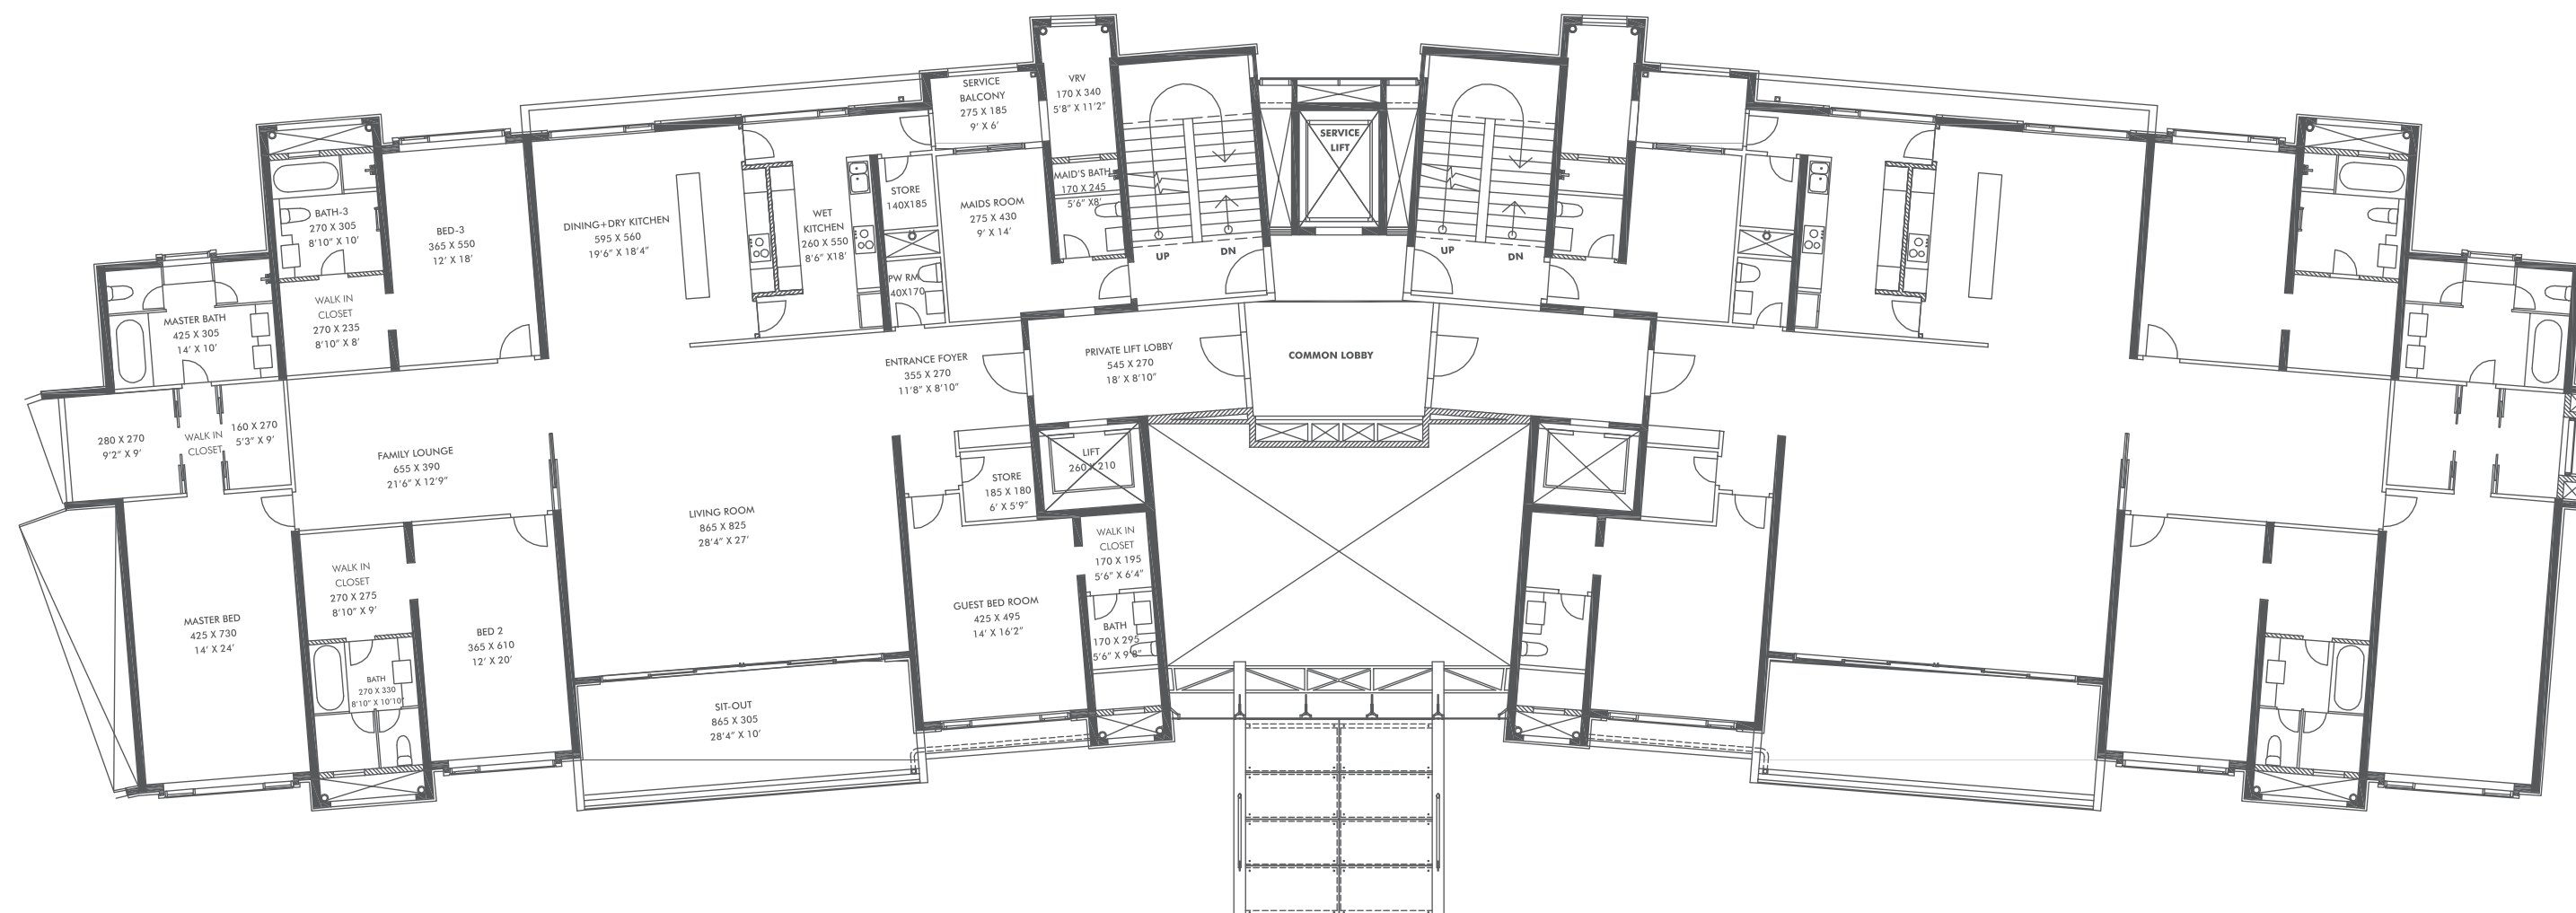 SERVICE
BALCONY
275 X 185
9’ X 6’
VRV
170 X 340
5’8” X 11’2”
SERVICE
LIFT
BATH-3
270 X 305
8’10” X 10’
BED-3
365 X 550
12’ X 18’
DINING+DRY KITCHEN
595 X 560
19’6” X 18’4”
WET
KITCHEN
260 X 550
8’6” X18’
STORE
140X185
MAIDS ROOM
275 X 430
9’ X 14’
MAID’S BATH
170 X 245
5’6” X8’
UP
DN
UP
DN
PW RM
40X170
WALK IN
CLOSET
270 X 235
8’10” X 8’
MASTER BATH
425 X 305
14’ X 10’
ENTRANCE FOYER
355 X 270
11’8” X 8’10”
PRIVATE LIFT LOBBY
545 X 270
18’ X 8’10”
COMMON LOBBY
280 X 270
9’2” X 9’
WALK IN
CLOSET
160 X 270
5’3” X 9’
FAMILY LOUNGE
655 X 390
21’6” X 12’9”
LIFT
260 X 210
STORE
185 X 180
6’ X 5’9”
LIVING ROOM
865 X 825
28’4” X 27’
WALK IN
CLOSET
170 X 195
5’6” X 6’4”
WALK IN
CLOSET
270 X 275
8’10” X 9’
MASTER BED
425 X 730
14’ X 24’
BED 2
365 X 610
12’ X 20’
GUEST BED ROOM
425 X 495
14’ X 16’2”
BATH
170 X 295
5’6” X 9’8”
BATH
270 X 330
8’10” X 10’10”
SIT-OUT
865 X 305
28’4” X 10’